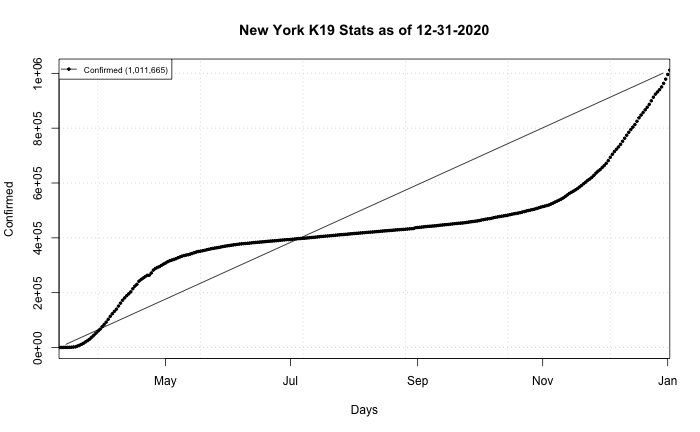 New York K19 Stats as of 12-31-2020
Confirmed (1,011,665)
1e+06
8e+05
6e+05
4e+05
2e+05
0e+00
Confirmed
May Jul Sep Nov Jan
Days